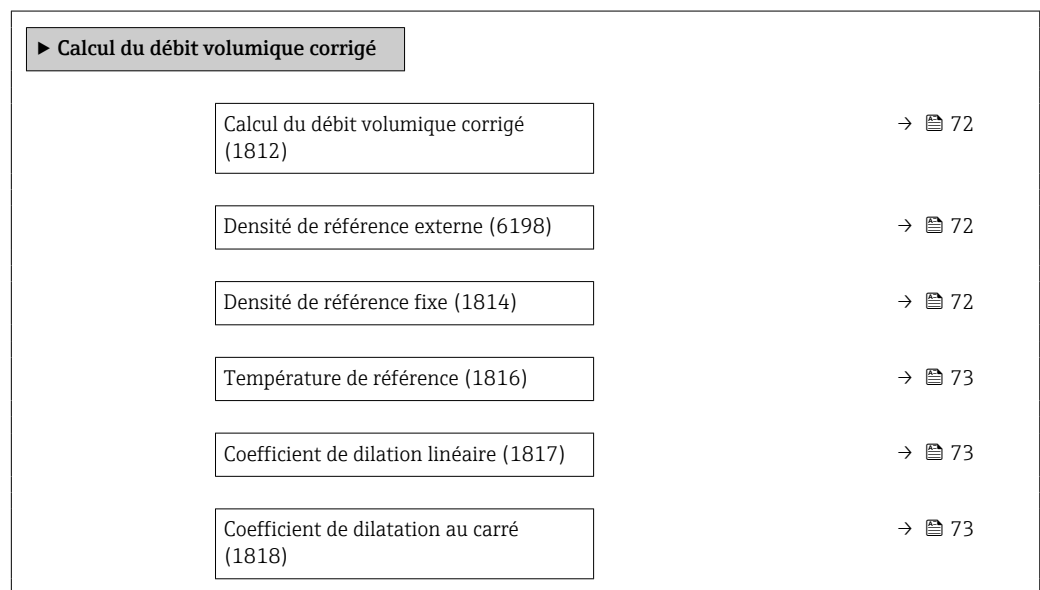 ▶ Calcul du débit volumique corrigé
Calcul du débit volumique corrigé
(1812)
→ 72
Densité de référence externe (6198)
→ 72
Densité de référence fixe (1814)
→ 72
Température de référence (1816)
→ 73
Coefficient de dilation linéaire (1817)
→ 73
Coefficient de dilatation au carré
(1818)
→ 73